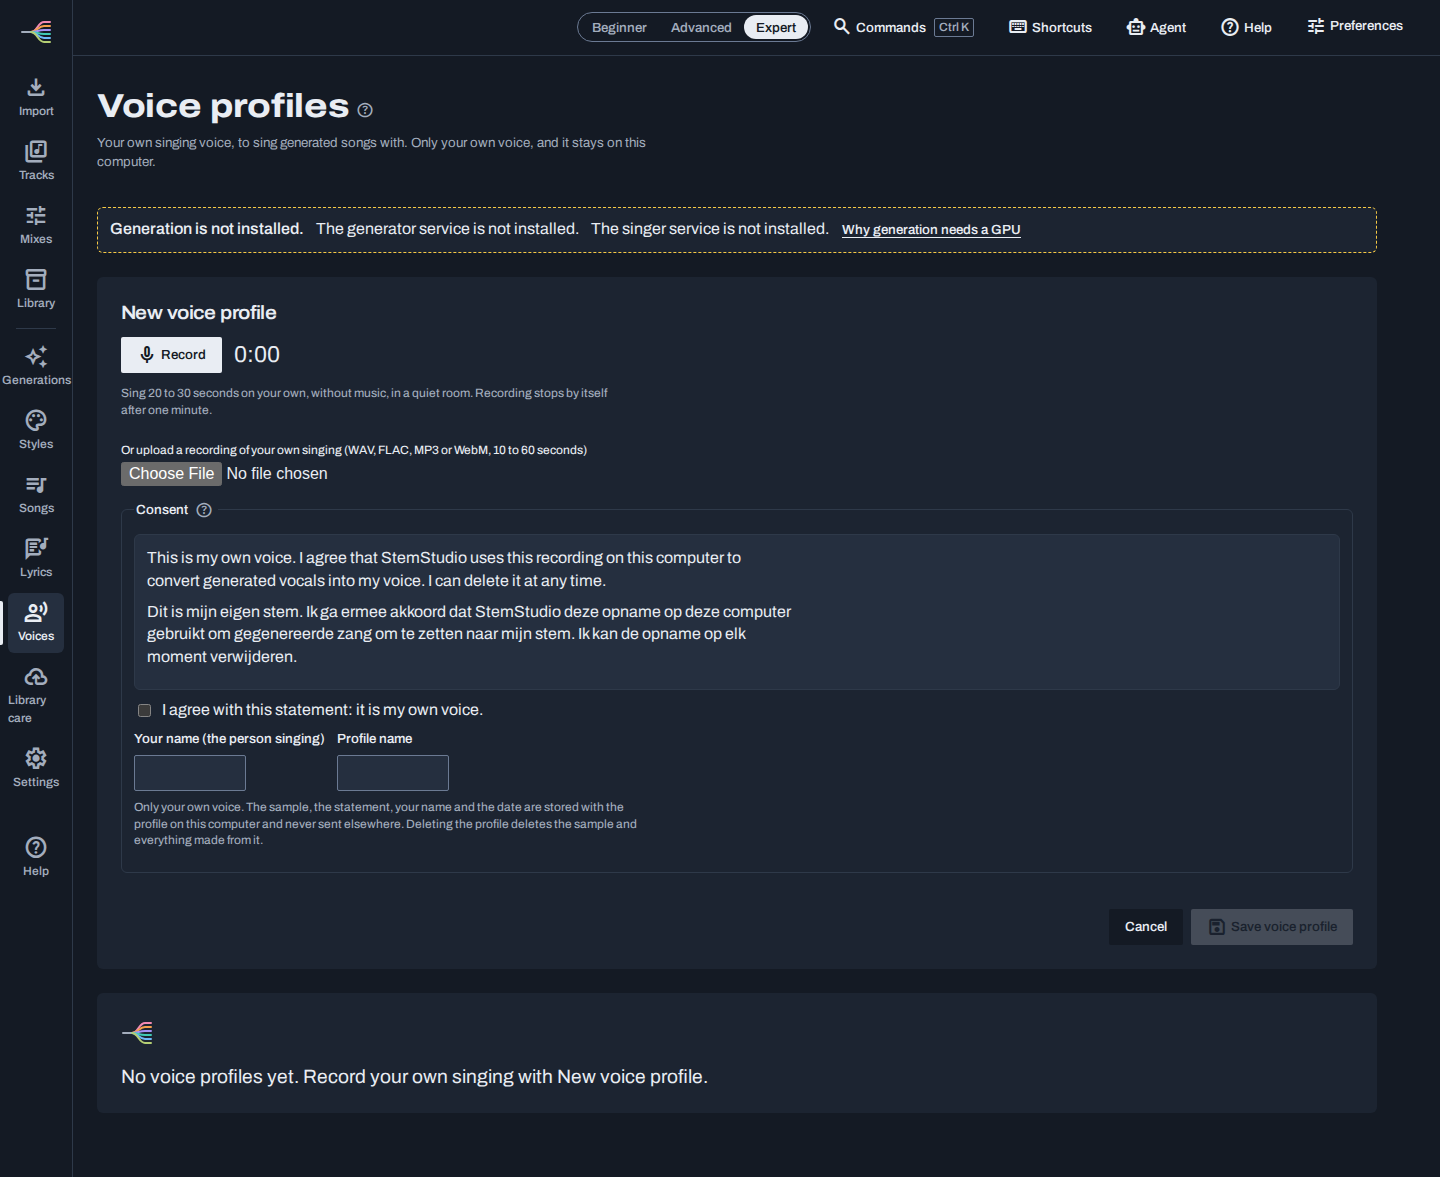 Beginner Advanced Expert Commands Ctrl K Shortcuts Agent Help Preferences
Import
Tracks
Mixes
Library
Generations
Styles
Songs
Lyrics
Voices
Library
care
Settings
Help
Voice profiles
Your own singing voice, to sing generated songs with. Only your own voice, and it stays on this
computer.
Generation is not installed. The generator service is not installed. The singer service is not installed. Why generation needs a GPU
New voice profile
Record 0:00
Sing 20 to 30 seconds on your own, without music, in a quiet room. Recording stops by itself
after one minute.
Or upload a recording of your own singing (WAV, FLAC, MP3 or WebM, 10 to 60 seconds)
Choose File No file chosen
Consent
This is my own voice. I agree that StemStudio uses this recording on this computer to
convert generated vocals into my voice. I can delete it at any time.
Dit is mijn eigen stem. Ik ga ermee akkoord dat StemStudio deze opname op deze computer
gebruikt om gegenereerde zang om te zetten naar mijn stem. Ik kan de opname op elk
moment verwijderen.
I agree with this statement: it is my own voice.
Your name (the person singing) Profile name
Only your own voice. The sample, the statement, your name and the date are stored with the
profile on this computer and never sent elsewhere. Deleting the profile deletes the sample and
everything made from it.
Cancel Save voice profile
No voice profiles yet. Record your own singing with New voice profile.